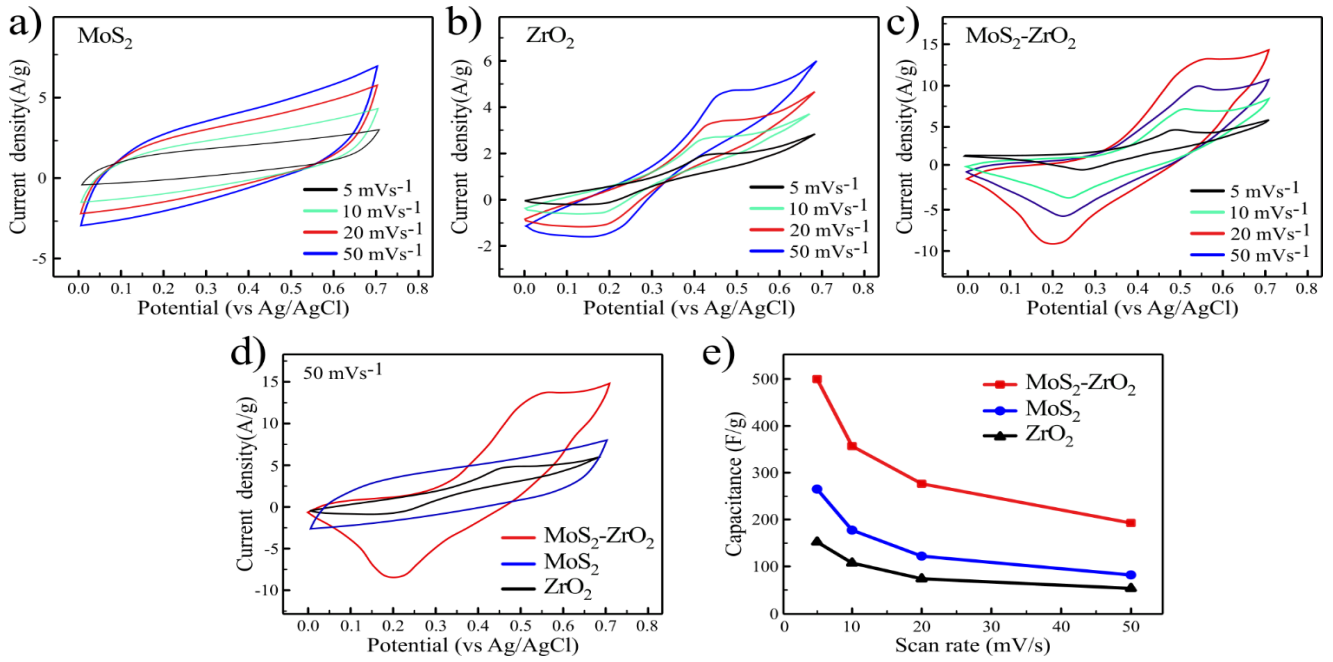 a)
MoS₂
Current density(A/g)
5
0
-5
5 mVs⁻¹
10 mVs⁻¹
20 mVs⁻¹
50 mVs⁻¹
0.0 0.1 0.2 0.3 0.4 0.5 0.6 0.7 0.8
Potential (vs Ag/AgCl)
b)
ZrO₂
Current density (A/g)
6
4
2
0
-2
5 mVs⁻¹
10 mVs⁻¹
20 mVs⁻¹
50 mVs⁻¹
0.0 0.1 0.2 0.3 0.4 0.5 0.6 0.7 0.8
Potential (vs Ag/AgCl)
c)
MoS₂-ZrO₂
Current density (A/g)
15
10
5
0
-5
-10
5 mVs⁻¹
10 mVs⁻¹
20 mVs⁻¹
50 mVs⁻¹
0.0 0.1 0.2 0.3 0.4 0.5 0.6 0.7 0.8
Potential (vs Ag/AgCl)
d)
50 mVs⁻¹
Current density(A/g)
15
10
5
0
-5
-10
MoS₂-ZrO₂
MoS₂
ZrO₂
0.0 0.1 0.2 0.3 0.4 0.5 0.6 0.7 0.8
Potential (vs Ag/AgCl)
e)
Capacitance (F/g)
500
400
300
200
100
0
MoS₂-ZrO₂
MoS₂
ZrO₂
0 10 20 30 40 50
Scan rate (mV/s)